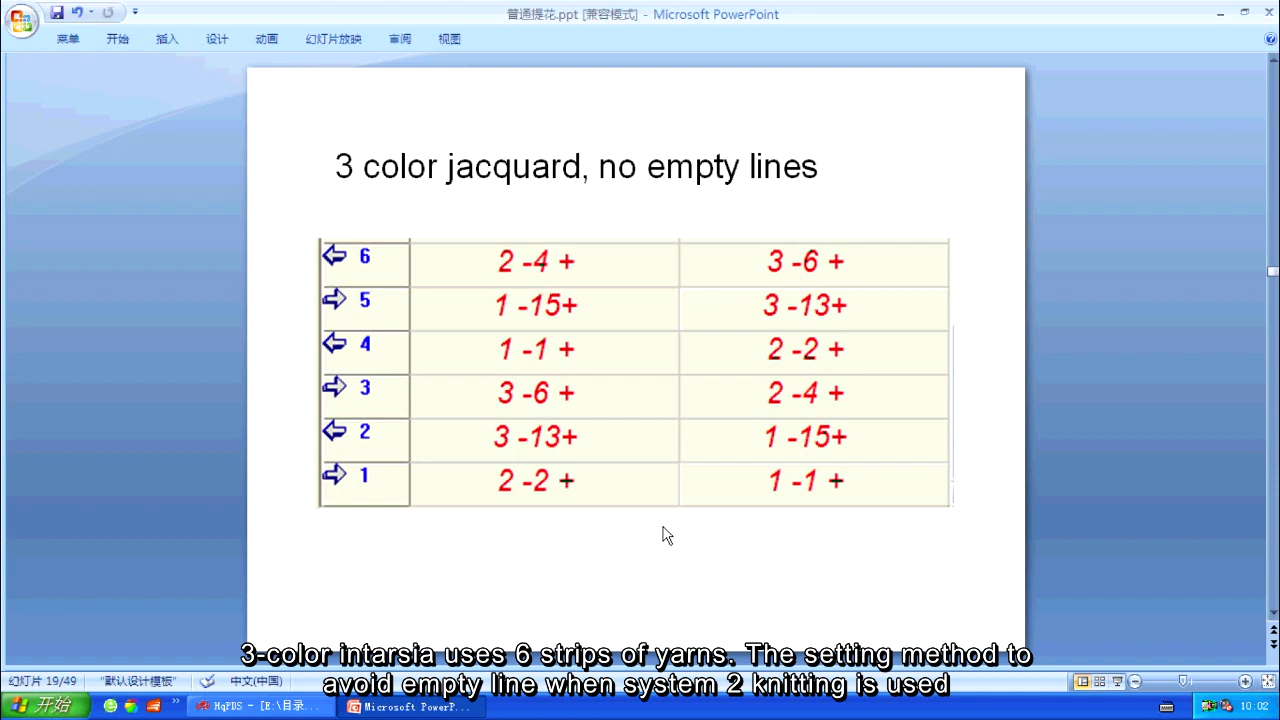 普通提花.ppt [兼容模式] - Microsoft PowerPoint
菜单 开始 插入 设计 动画 幻灯片放映 审阅 视图
3 color jacquard, no empty lines
6 2 -4 + 3 -6 +
5 1 -15+ 3 -13+
4 1 -1 + 2 -2 +
3 3 -6 + 2 -4 +
2 3 -13+ 1 -15+
1 2 -2 + 1 -1 +
3-color intarsia uses 6 strips of yarns. The setting method to
avoid empty line when system 2 knitting is used
幻灯片 19/49 "默认设计模板" 中文(中国)
开始 HqPDS - [E:\目录... Microsoft PowerP... 10:02